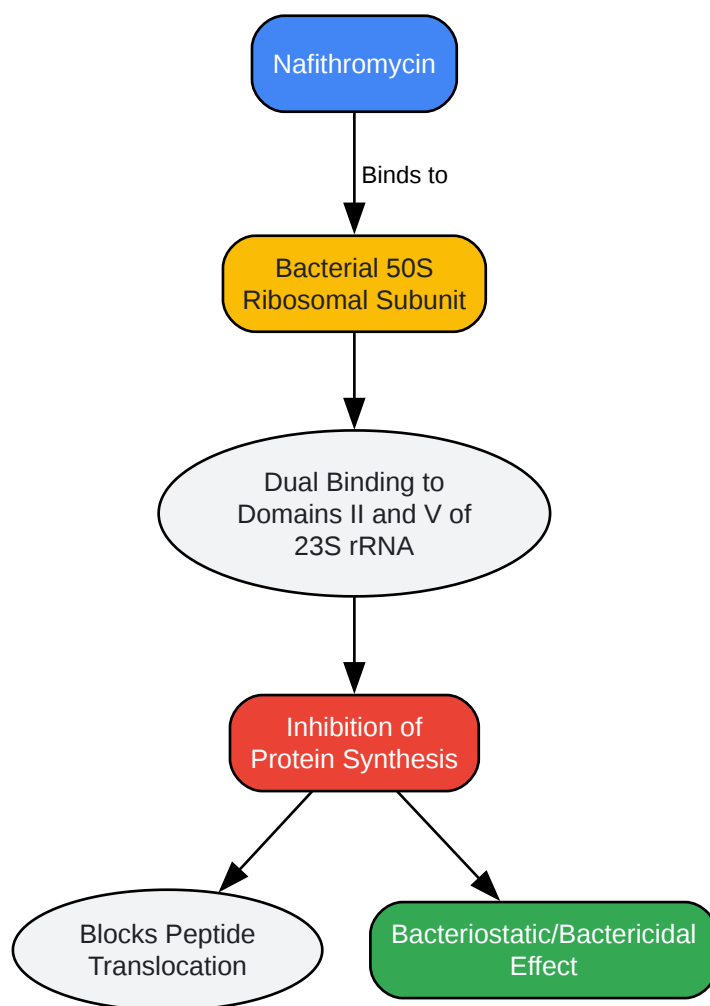 Nafithromycin
Binds to
Bacterial 50S
Ribosomal Subunit
Dual Binding to
Domains II and V of
23S rRNA
Inhibition of
Protein Synthesis
Blocks Peptide
Translocation
Bacteriostatic/Bactericidal
Effect